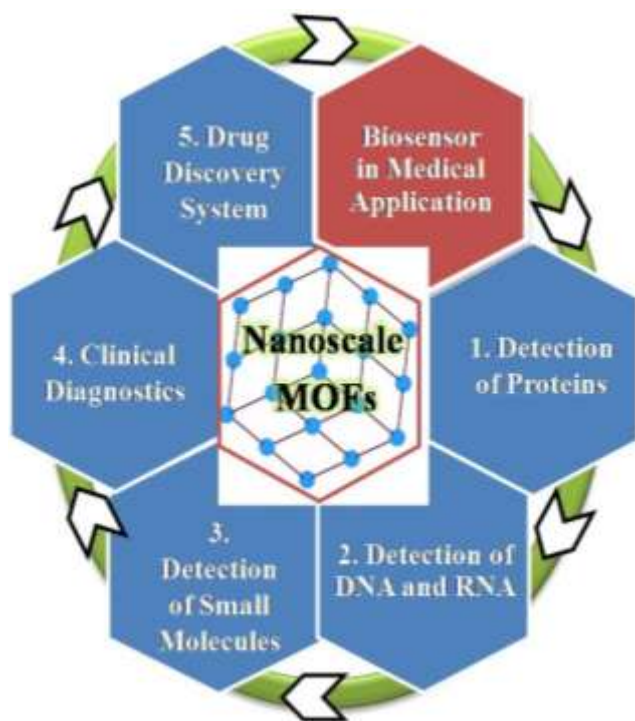 5. Drug
Discovery
System
Biosensor
in Medical
Application
1. Detection
of Proteins
2. Detection of
DNA and RNA
3.
Detection
of Small
Molecules
4. Clinical
Diagnostics
Nanoscale
MOFs